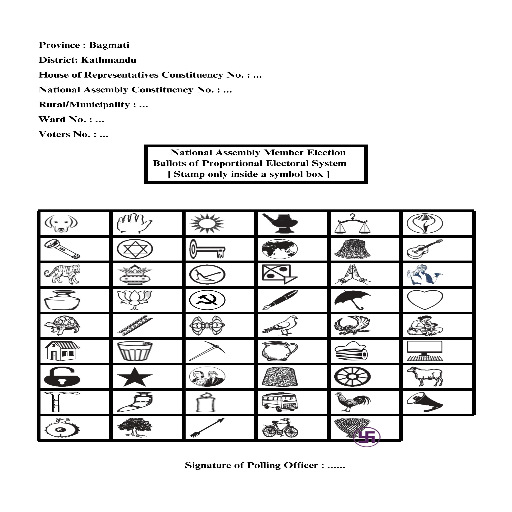 Province : Bagmati
District: Kathmandu
House of Representatives Constituency No. : ...
National Assembly Constituency No. : ...
Rural/Municipality : ...
Ward No. : ...
Voters No. : ...
National Assembly Member Election
Ballots of Proportional Electoral System
[ Stamp only inside a symbol box ]
Signature of Polling Officer : ......